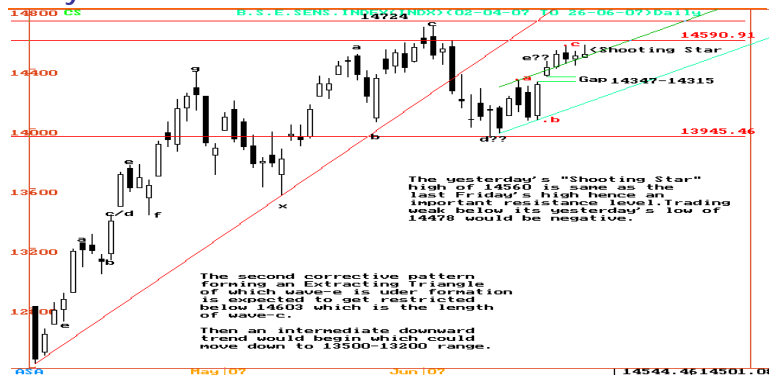 14800 CS B.S.E.SENS.INDEX(INDX)(02-04-07 TO 26-06-07)Daily
14724
c
14590.91
a
c <Shooting Star
e??
g
14400
a
Gap 14347-14315
.b
14000
b
d??
13945.46
e
The yesterday's "Shooting Star"
high of 14560 is same as the
last Friday's high hence an
important resistance level.Trading
weak below its yesterday's low of
14478 would be negative.
13600
x
c/d
f
a
13200
b
The second corrective pattern
forming an Extracting Triangle
of which wave-e is uder formation
is expected to get restricted
below 14603 which is the length
of wave-c.
e
Then an intermediate downward
trend would begin which could
move down to 13500-13200 range.
ASA May|07 Jun|07 14544.4614501.08